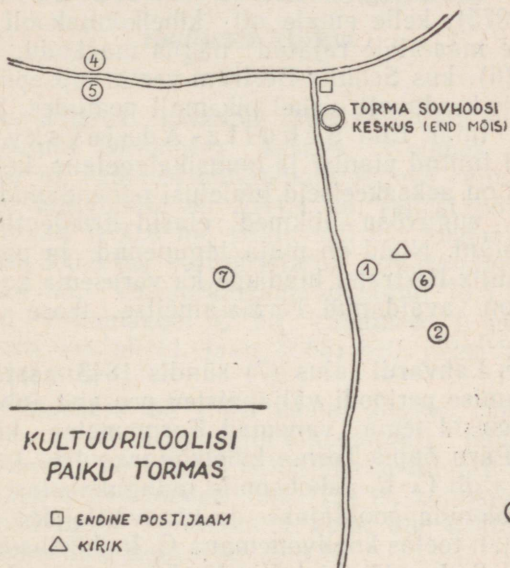 ④
⑤
TORMA SOVHOOSI
KESKUS (END MÕIS)
⑦
①
⑥
②
KULTUURILOOLISI
PAIKU TORMAS
ENDINE POSTIJAAM
KIRIK